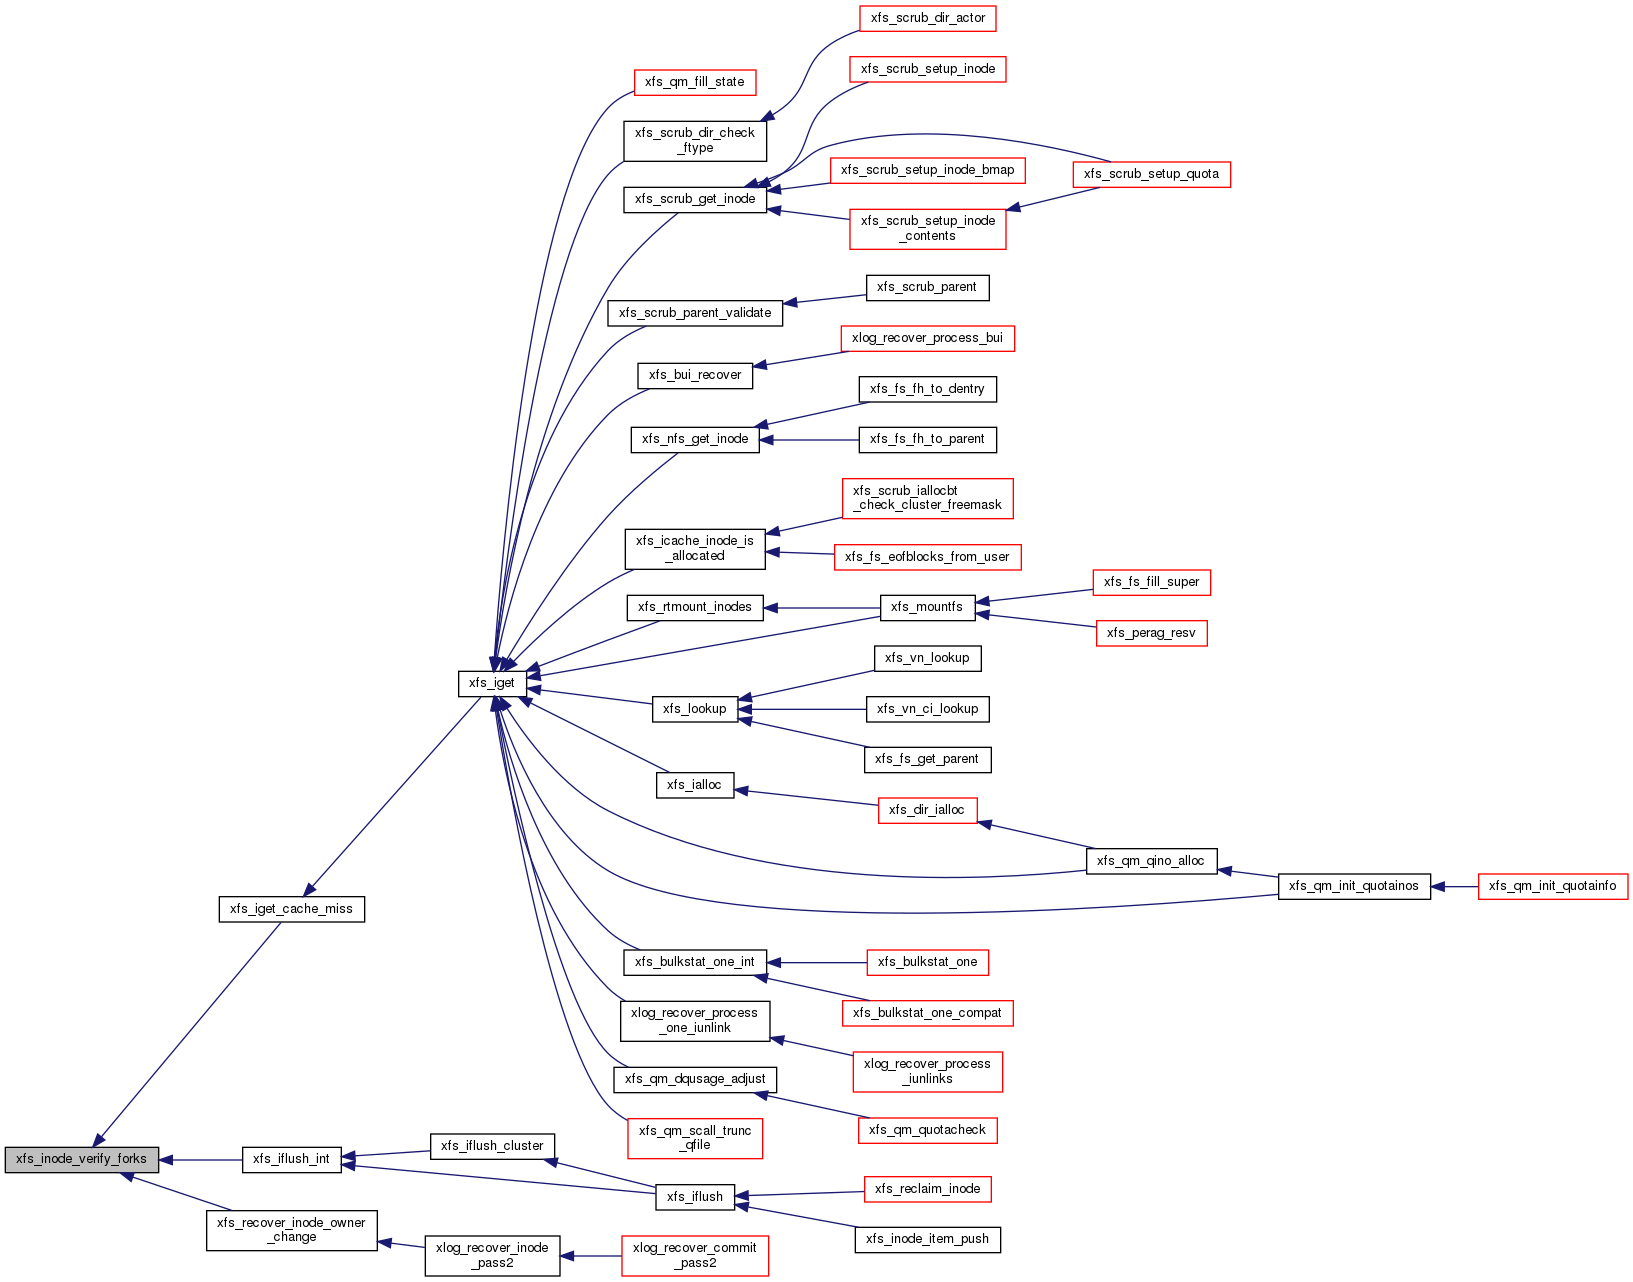 xfs_scrub_dir_actor
xfs_scrub_setup_inode
xfs_qm_fill_state
xfs_scrub_dir_check
_ftype
xfs_scrub_setup_inode_bmap
xfs_scrub_setup_quota
xfs_scrub_get_inode
xfs_scrub_setup_inode
_contents
xfs_scrub_parent
xfs_scrub_parent_validate
xlog_recover_process_bui
xfs_bui_recover
xfs_fs_fh_to_dentry
xfs_nfs_get_inode
xfs_fs_fh_to_parent
xfs_scrub_iallocbt
_check_cluster_freemask
xfs_icache_inode_is
_allocated
xfs_fs_eofblocks_from_user
xfs_fs_fill_super
xfs_rtmount_inodes
xfs_mountfs
xfs_perag_resv
xfs_vn_lookup
xfs_iget
xfs_lookup
xfs_vn_ci_lookup
xfs_fs_get_parent
xfs_ialloc
xfs_dir_ialloc
xfs_qm_qino_alloc
xfs_qm_init_quotainos
xfs_qm_init_quotainfo
xfs_iget_cache_miss
xfs_bulkstat_one_int
xfs_bulkstat_one
xfs_bulkstat_one_compat
xlog_recover_process
_one_iunlink
xlog_recover_process
_iunlinks
xfs_qm_dqusage_adjust
xfs_qm_quotacheck
xfs_qm_scall_trunc
_qfile
xfs_iflush_cluster
xfs_inode_verify_forks
xfs_iflush_int
xfs_reclaim_inode
xfs_iflush
xfs_recover_inode_owner
_change
xfs_inode_item_push
xlog_recover_inode
_pass2
xlog_recover_commit
_pass2